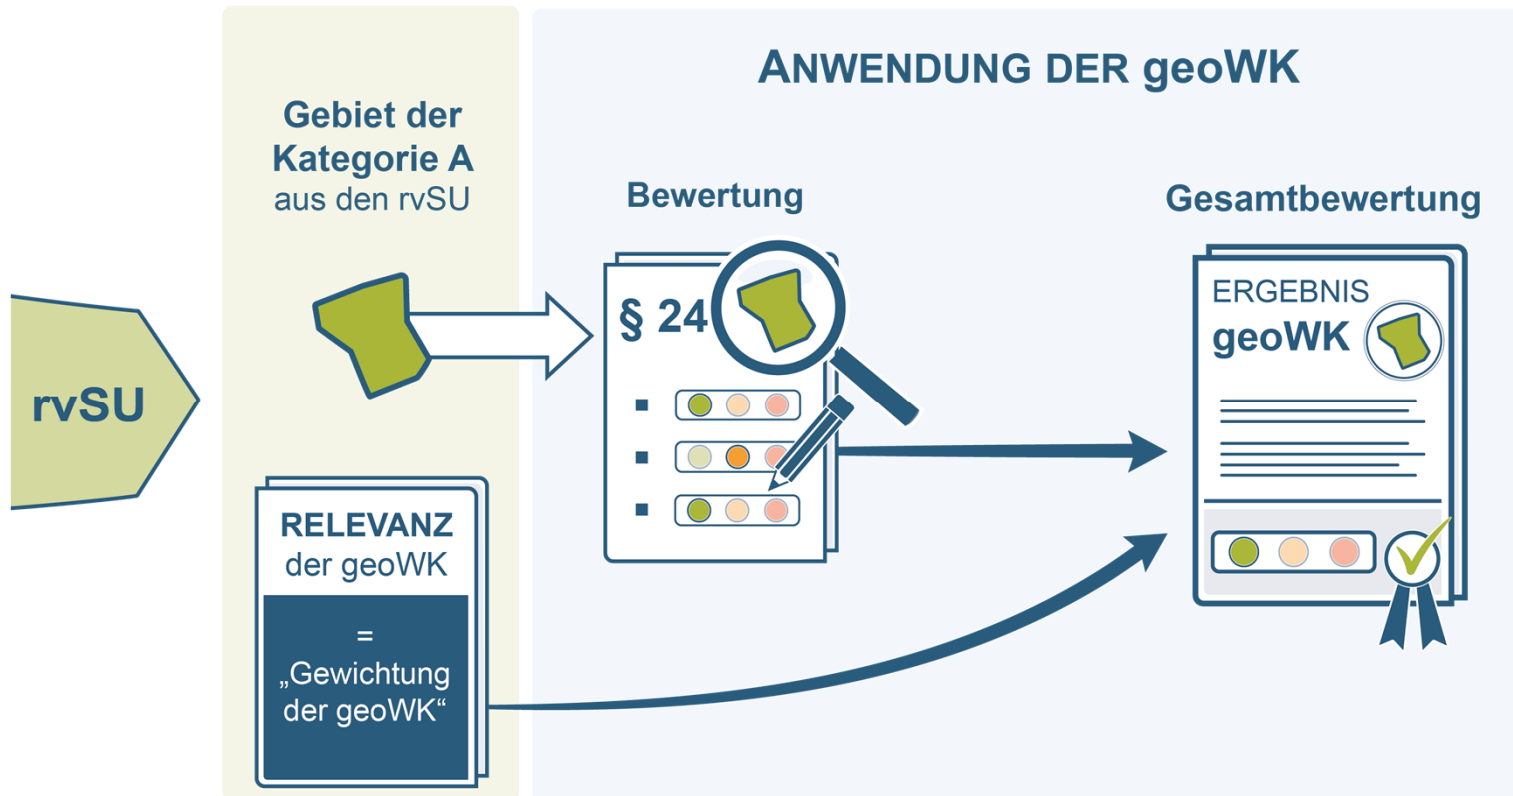 ANWENDUNG DER geoWK
rvSU
Gebiet der
Kategorie A
aus den rvSU
RELEVANZ
der geoWK
=
„Gewichtung
der geoWK“
Bewertung
§ 24
Gesamtbewertung
ERGEBNIS
geoWK